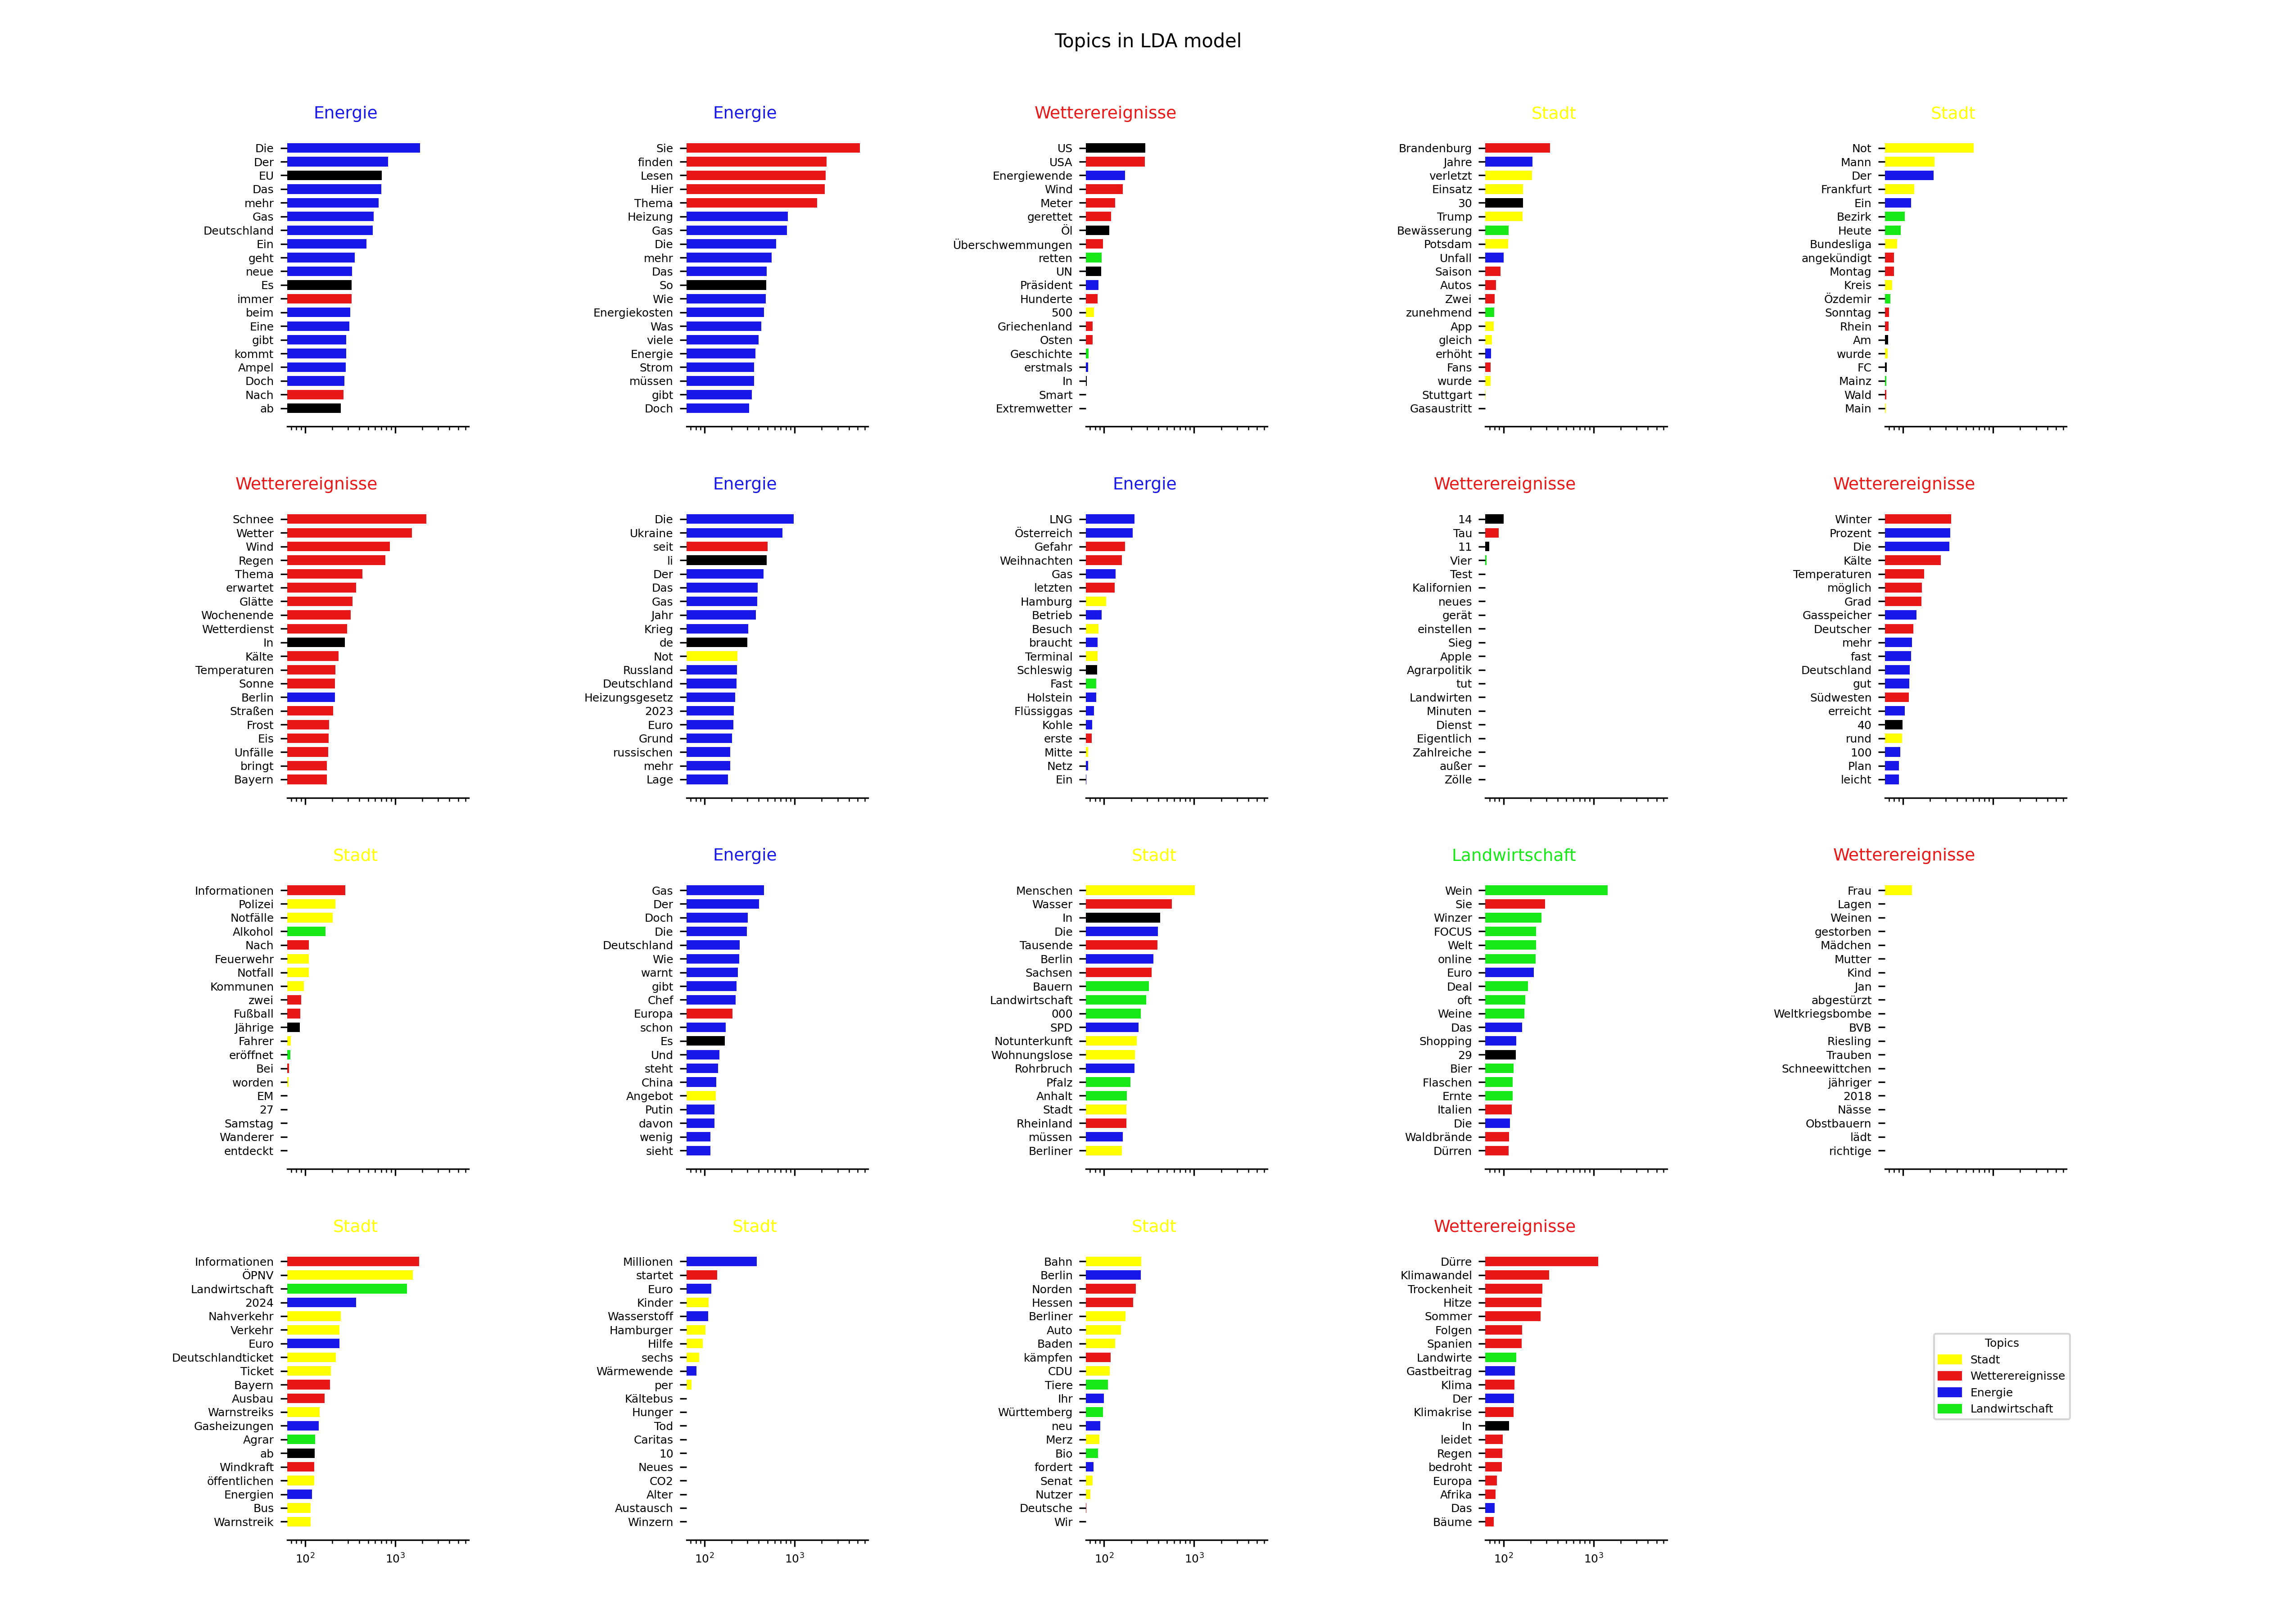 Topics in LDA model
Energie
Die
Der
EU
Das
mehr
Gas
Deutschland
Ein
geht
neue
Es
immer
beim
Eine
gibt
kommt
Ampel
Doch
Nach
ab
Energie
Sie
finden
Lesen
Hier
Thema
Heizung
Gas
Die
mehr
Das
So
Wie
Energiekosten
Was
viele
Energie
Strom
müssen
gibt
Doch
Wetterereignisse
US
USA
Energiewende
Wind
Meter
gerettet
Öl
Überschwemmungen
retten
UN
Präsident
Hunderte
500
Griechenland
Osten
Geschichte
erstmals
In
Smart
Extremwetter
Stadt
Brandenburg
Jahre
verletzt
Einsatz
30
Trump
Bewässerung
Potsdam
Unfall
Saison
Autos
Zwei
zunehmend
App
gleich
erhöht
Fans
wurde
Stuttgart
Gasaustritt
Stadt
Not
Mann
Der
Frankfurt
Ein
Bezirk
Heute
Bundesliga
angekündigt
Montag
Kreis
Özdemir
Sonntag
Rhein
Am
wurde
FC
Mainz
Wald
Main
Wetterereignisse
Schnee
Wetter
Wind
Regen
Thema
erwartet
Glätte
Wochenende
Wetterdienst
In
Kälte
Temperaturen
Sonne
Berlin
Straßen
Frost
Eis
Unfälle
bringt
Bayern
Energie
Die
Ukraine
seit
li
Der
Das
Gas
Jahr
Krieg
de
Not
Russland
Deutschland
Heizungsgesetz
2023
Euro
Grund
russischen
mehr
Lage
Energie
LNG
Österreich
Gefahr
Weihnachten
Gas
letzten
Hamburg
Betrieb
Besuch
braucht
Terminal
Schleswig
Fast
Holstein
Flüssiggas
Kohle
erste
Mitte
Netz
Ein
Wetterereignisse
14
Tau
11
Vier
Test
Kalifornien
neues
gerät
einstellen
Sieg
Apple
Agrarpolitik
tut
Landwirten
Minuten
Dienst
Eigentlich
Zahlreiche
außer
Zölle
Wetterereignisse
Winter
Prozent
Die
Kälte
Temperaturen
möglich
Grad
Gasspeicher
Deutscher
mehr
fast
Deutschland
gut
Südwesten
erreicht
40
rund
100
Plan
leicht
Stadt
Informationen
Polizei
Notfälle
Alkohol
Nach
Feuerwehr
Notfall
Kommunen
zwei
Fußball
Jährige
Fahrer
eröffnet
Bei
worden
EM
27
Samstag
Wanderer
entdeckt
Energie
Gas
Der
Doch
Die
Deutschland
Wie
warnt
gibt
Chef
Europa
schon
Es
Und
steht
China
Angebot
Putin
davon
wenig
sieht
Stadt
Menschen
Wasser
In
Die
Tausende
Berlin
Sachsen
Bauern
Landwirtschaft
000
SPD
Notunterkunft
Wohnungslose
Rohrbruch
Pfalz
Anhalt
Stadt
Rheinland
müssen
Berliner
Landwirtschaft
Wein
Sie
Winzer
FOCUS
Welt
online
Euro
Deal
oft
Weine
Das
Shopping
29
Bier
Flaschen
Ernte
Italien
Die
Waldbrände
Dürren
Wetterereignisse
Frau
Lagen
Weinen
gestorben
Mädchen
Mutter
Kind
Jan
abgestürzt
Weltkriegsbombe
BVB
Riesling
Trauben
Schneewittchen
jähriger
2018
Nässe
Obstbauern
lädt
richtige
Stadt
Informationen
ÖPNV
Landwirtschaft
2024
Nahverkehr
Verkehr
Euro
Deutschlandticket
Ticket
Bayern
Ausbau
Warnstreiks
Gasheizungen
Agrar
ab
Windkraft
öffentlichen
Energien
Bus
Warnstreik
10² 10³
Stadt
Millionen
startet
Euro
Kinder
Wasserstoff
Hamburger
Hilfe
sechs
Wärmewende
per
Kältebus
Hunger
Tod
Caritas
10
Neues
CO2
Alter
Austausch
Winzern
10² 10³
Stadt
Bahn
Berlin
Norden
Hessen
Berliner
Auto
Baden
kämpfen
CDU
Tiere
Ihr
Württemberg
neu
Merz
Bio
fordert
Senat
Nutzer
Deutsche
Wir
10² 10³
Wetterereignisse
Dürre
Klimawandel
Trockenheit
Hitze
Sommer
Folgen
Spanien
Landwirte
Gastbeitrag
Klima
Der
Klimakrise
In
leidet
Regen
bedroht
Europa
Afrika
Das
Bäume
10² 10³
Topics
Stadt
Wetterereignisse
Energie
Landwirtschaft